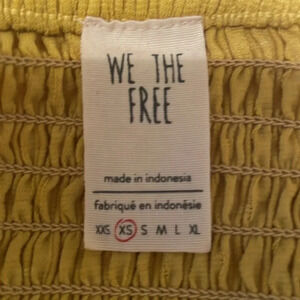 WE THE
FREE
made in indonesia
fabriqué en indonésie
XXS XS S M L XL